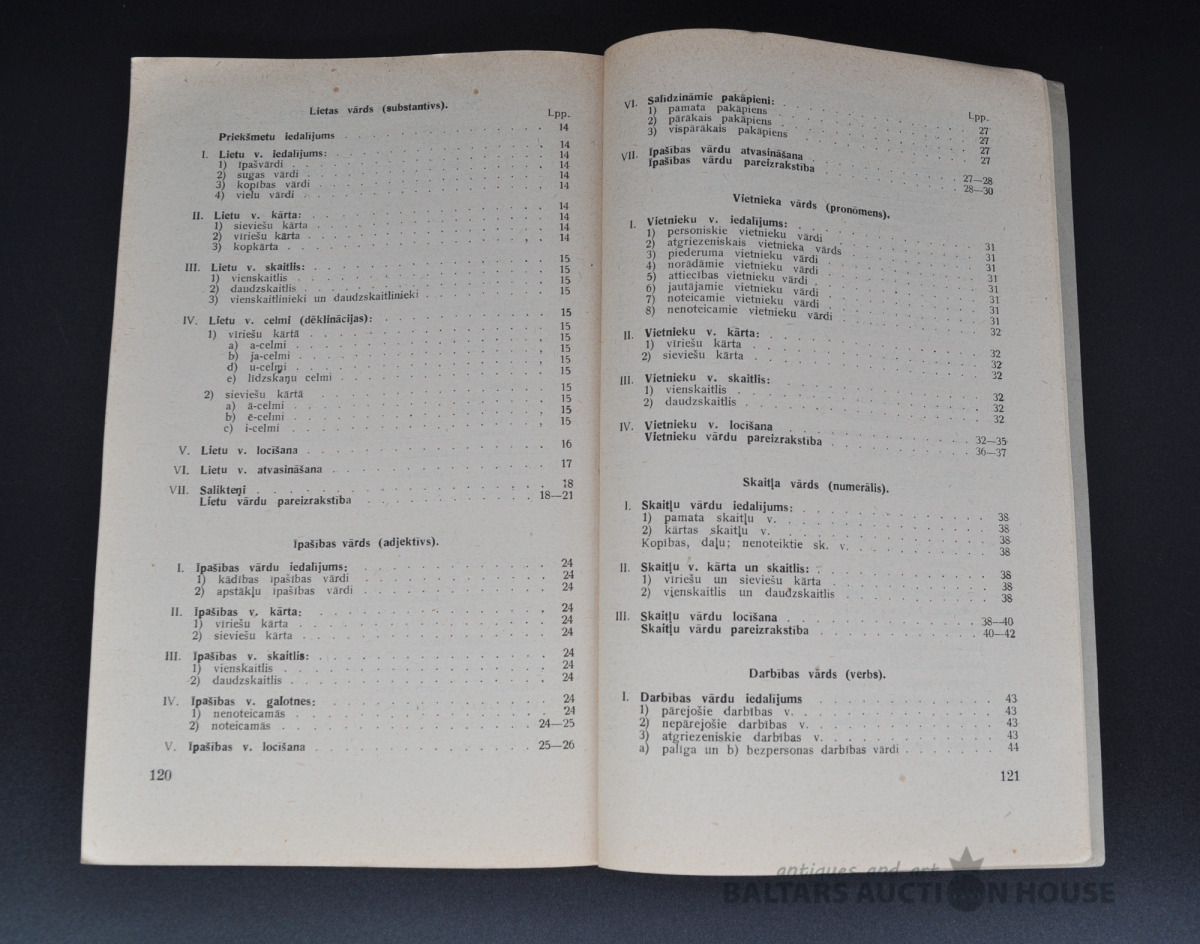 Lietas vārds (substantīvs).
Lpp.
Priekšmetu iedalījums 14
I. Lietu v. iedalījums: 14
1) īpašvārdi 14
2) sugas vārdi 14
3) kopības vārdi 14
4) vielu vārdi
II. Lietu v. kārta: 14
1) sieviešu kārta 14
2) vīriešu kārta 14
3) kopkārta 14
III. Lietu v. skaitlis: 15
1) vienskaitlis 15
2) daudzskaitlis 15
3) vienskaitlinieki un daudzskaitlinieki 15
IV. Lietu v. celmi (dēklinācijas): 15
1) vīriešu kārtā 15
a) a-celmi 15
b) ja-celmi 15
d) u-celmi 15
e) līdzskaņu celmi 15
2) sieviešu kārtā 15
a) ā-celmi 15
b) ē-celmi 15
c) i-celmi 15
V. Lietu v. locīšana 16
VI. Lietu v. atvasināšana 17
VII. Salikteņi 18
Lietu vārdu pareizrakstība 18—21
Īpašības vārds (adjektīvs).
I. Īpašības vārdu iedalījums: 24
1) kādības īpašības vārdi 24
2) apstākļu īpašības vārdi 24
II. Īpašības v. kārta: 24
1) vīriešu kārta 24
2) sieviešu kārta 24
III. Īpašības v. skaitlis: 24
1) vienskaitlis 24
2) daudzskaitlis 24
IV. Īpašības v. galotnes: 24
1) nenoteicamās 24
2) noteicamās 24—25
V. Īpašības v. locīšana 25—26
120
Lpp.
VI. Salīdzināmie pakāpieni: 27
1) pamata pakāpiens 27
2) pārākais pakāpiens 27
3) vispārākais pakāpiens 27
VII. Īpašības vārdu atvasināšana 27—28
Īpašības vārdu pareizrakstība 28—30
Vietnieka vārds (pronōmens).
I. Vietnieku v. iedalījums: 31
1) personiskie vietnieku vārdi 31
2) atgriezeniskais vietnieka vārds 31
3) piederuma vietnieku vārdi 31
4) norādāmie vietnieku vārdi 31
5) attiecības vietnieku vārdi 31
6) jautājamie vietnieku vārdi 31
7) noteicamie vietnieku vārdi 31
8) nenoteicamie vietnieku vārdi 32
II. Vietnieku v. kārta: 32
1) vīriešu kārta 32
2) sieviešu kārta 32
III. Vietnieku v. skaitlis: 32
1) vienskaitlis 32
2) daudzskaitlis 32
IV. Vietnieku v. locīšana 32—35
Vietnieku vārdu pareizrakstība 36—37
Skaitļa vārds (numerālis).
I. Skaitļu vārdu iedalījums: 38
1) pamata skaitļu v. 38
2) kārtas skaitļu v. 38
Kopības, daļu; nenoteiktie sk. v. 38
II. Skaitļu v. kārta un skaitlis: 38
1) vīriešu un sieviešu kārta 38
2) vienskaitlis un daudzskaitlis 38
III. Skaitļu vārdu locīšana 38—40
Skaitļu vārdu pareizrakstība 40—42
Darbības vārds (verbs).
I. Darbības vārdu iedalījums 43
1) pārejošie darbības v. 43
2) nepārejošie darbības v. 43
3) atgriezeniskie darbības v. 43
a) palīga un b) bezpersonas darbības vārdi 44
121
antiques and art
BALTARS AUCTION HOUSE